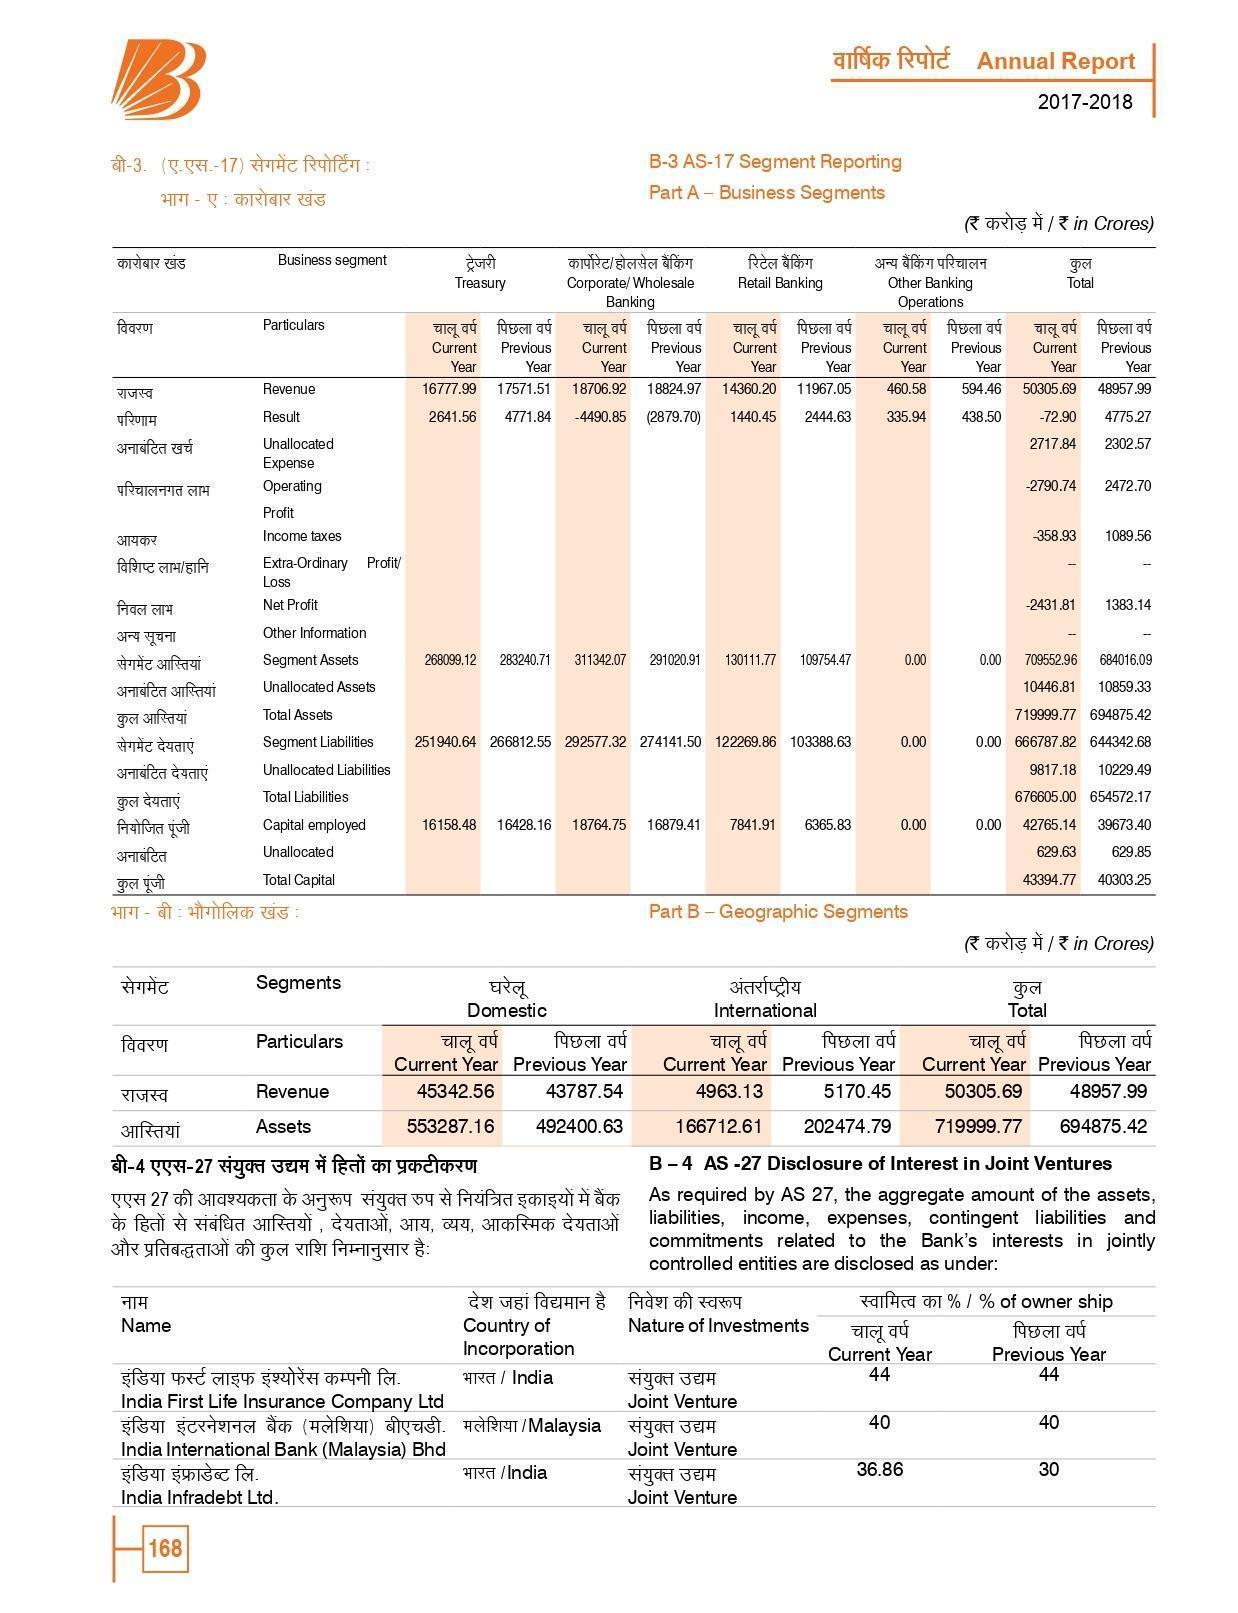 वार्षिक रिपोर्ट Annual Report
2017-2018
बी-3. (ए.एस.-17) सेगमेंट रिपोर्टिंग :
भाग - ए : कारोबार खंड
B-3 AS-17 Segment Reporting
Part A – Business Segments
(₹ करोड़ में / ₹ in Crores)
कारोबार खंड Business segment ट्रेजरी कार्पोरेट/होलसेल बैंकिंग रिटेल बैंकिंग अन्य बैंकिंग परिचालन कुल
Treasury Corporate/ Wholesale Retail Banking Other Banking Total
Banking Operations
विवरण Particulars चालू वर्ष पिछला वर्ष चालू वर्ष पिछला वर्ष चालू वर्ष पिछला वर्ष चालू वर्ष पिछला वर्ष चालू वर्ष पिछला वर्ष
Current Previous Current Previous Current Previous Current Previous Current Previous
Year Year Year Year Year Year Year Year Year Year
राजस्व Revenue 16777.99 17571.51 18706.92 18824.97 14360.20 11967.05 460.58 594.46 50305.69 48957.99
परिणाम Result 2641.56 4771.84 -4490.85 (2879.70) 1440.45 2444.63 335.94 438.50 -72.90 4775.27
अनाबंटित खर्च Unallocated 2717.84 2302.57
Expense
परिचालनगत लाभ Operating -2790.74 2472.70
Profit
आयकर Income taxes -358.93 1089.56
विशिष्ट लाभ/हानि Extra-Ordinary Profit/ -- --
Loss
निवल लाभ Net Profit -2431.81 1383.14
अन्य सूचना Other Information -- --
सेगमेंट आस्तियां Segment Assets 268099.12 283240.71 311342.07 291020.91 130111.77 109754.47 0.00 0.00 709552.96 684016.09
अनाबंटित आस्तियां Unallocated Assets 10446.81 10859.33
कुल आस्तियां Total Assets 719999.77 694875.42
सेगमेंट देयताएं Segment Liabilities 251940.64 266812.55 292577.32 274141.50 122269.86 103388.63 0.00 0.00 666787.82 644342.68
अनाबंटित देयताएं Unallocated Liabilities 9817.18 10229.49
कुल देयताएं Total Liabilities 676605.00 654572.17
नियोजित पूंजी Capital employed 16158.48 16428.16 18764.75 16879.41 7841.91 6365.83 0.00 0.00 42765.14 39673.40
अनाबंटित Unallocated 629.63 629.85
कुल पूंजी Total Capital 43394.77 40303.25
भाग - बी : भौगोलिक खंड :
Part B – Geographic Segments
(₹ करोड़ में / ₹ in Crores)
सेगमेंट Segments घरेलू अंतर्राष्ट्रीय कुल
Domestic International Total
विवरण Particulars चालू वर्ष पिछला वर्ष चालू वर्ष पिछला वर्ष चालू वर्ष पिछला वर्ष
Current Year Previous Year Current Year Previous Year Current Year Previous Year
राजस्व Revenue 45342.56 43787.54 4963.13 5170.45 50305.69 48957.99
आस्तियां Assets 553287.16 492400.63 166712.61 202474.79 719999.77 694875.42
बी-4 एएस-27 संयुक्त उद्यम में हितों का प्रकटीकरण
एएस 27 की आवश्यकता के अनुरूप संयुक्त रुप से नियंत्रित इकाइयों में बैंक
के हितों से संबंधित आस्तियों , देयताओं, आय, व्यय, आकस्मिक देयताओं
और प्रतिबद्धताओं की कुल राशि निम्नानुसार है:
B – 4 AS -27 Disclosure of Interest in Joint Ventures
As required by AS 27, the aggregate amount of the assets,
liabilities, income, expenses, contingent liabilities and
commitments related to the Bank’s interests in jointly
controlled entities are disclosed as under:
नाम देश जहां विद्यमान है निवेश की स्वरूप स्वामित्व का % / % of owner ship
Name Country of Nature of Investments चालू वर्ष पिछला वर्ष
Incorporation Current Year Previous Year
इंडिया फर्स्ट लाइफ इंश्योरेंस कम्पनी लि. भारत / India संयुक्त उद्यम 44 44
India First Life Insurance Company Ltd Joint Venture
इंडिया इंटरनेशनल बैंक (मलेशिया) बीएचडी. मलेशिया /Malaysia संयुक्त उद्यम 40 40
India International Bank (Malaysia) Bhd Joint Venture
इंडिया इंफ्राडेब्ट लि. भारत /India संयुक्त उद्यम 36.86 30
India Infradebt Ltd. Joint Venture
168